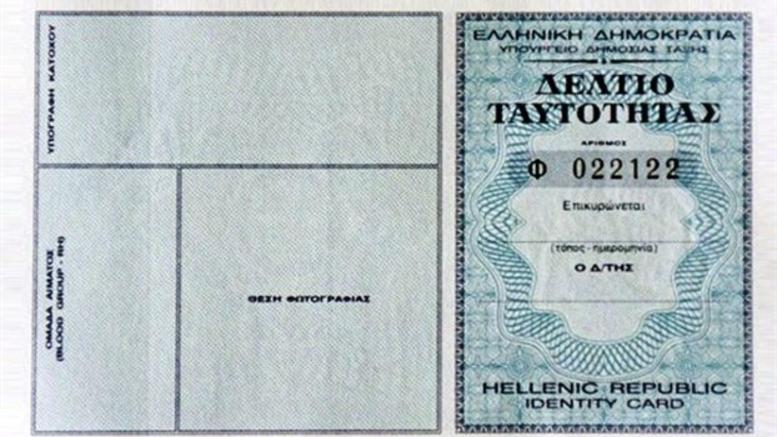 ΥΠΟΓΡΑΦΗ ΚΑΤΟΧΟΥ
ΟΜΑΔΑ ΑΙΜΑΤΟΣ
(BLOOD GROUP - RH)
ΘΕΣΗ ΦΩΤΟΓΡΑΦΙΑΣ
ΕΛΛΗΝΙΚΗ ΔΗΜΟΚΡΑΤΙΑ
ΥΠΟΥΡΓΕΙΟ ΔΗΜΟΣΙΑΣ ΤΑΞΗΣ
ΔΕΛΤΙΟ
ΤΑΥΤΟΤΗΤΑΣ
ΑΡΙΘΜΟΣ
Φ 022122
Επικυρώνεται
(τόπος - ημερομηνία)
Ο Δ/ΤΗΣ
HELLENIC REPUBLIC
IDENTITY CARD